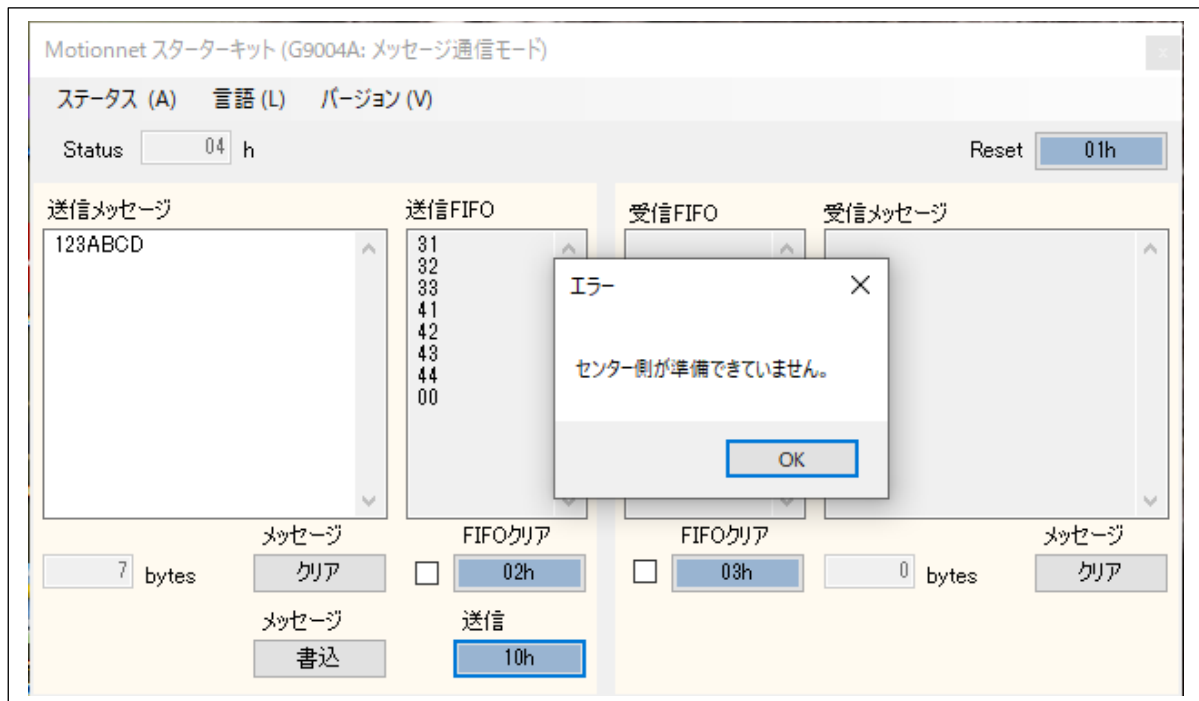 Motionnet スターターキット (G9004A: メッセージ通信モード)
x
ステータス (A) 言語 (L) バージョン (V)
Status 04 h Reset 01h
送信メッセージ 送信FIFO 受信FIFO 受信メッセージ
123ABCD
31
32
33
41
42
43
44
00
エラー
センター側が準備できていません。
OK
メッセージ FIFOクリア FIFOクリア メッセージ
7 bytes クリア 02h 03h 0 bytes クリア
メッセージ 送信
書込 10h